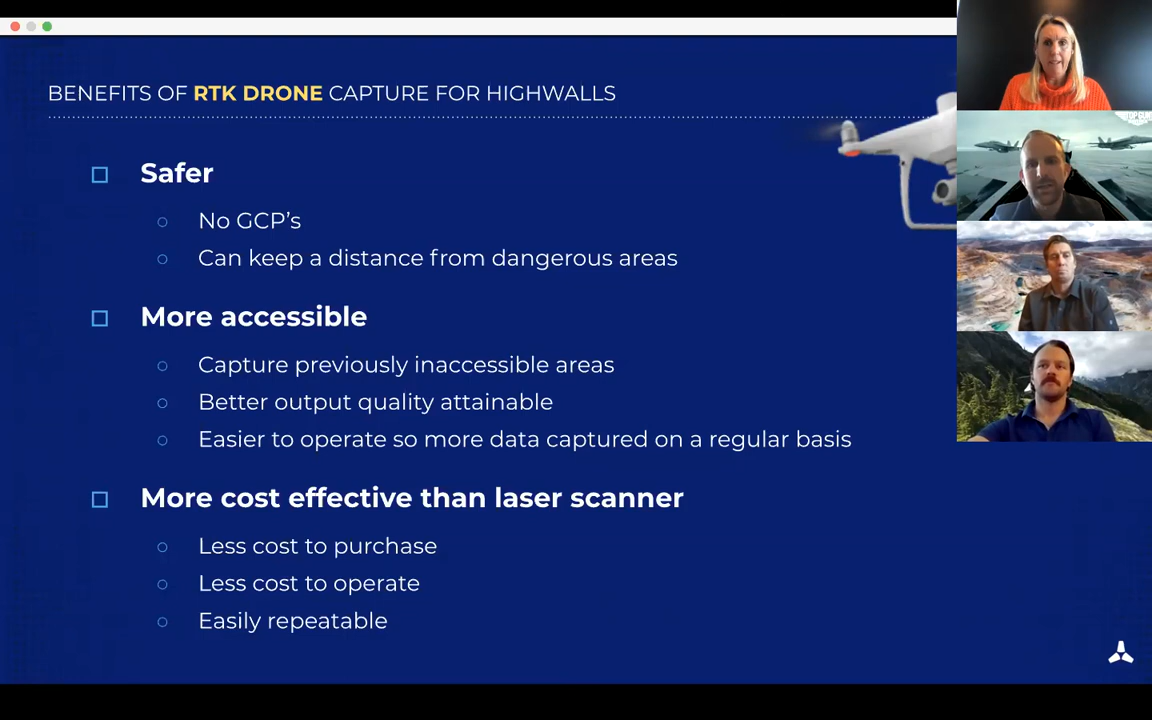 BENEFITS OF RTK DRONE CAPTURE FOR HIGHWALLS
Safer
No GCP’s
Can keep a distance from dangerous areas
More accessible
Capture previously inaccessible areas
Better output quality attainable
Easier to operate so more data captured on a regular basis
More cost effective than laser scanner
Less cost to purchase
Less cost to operate
Easily repeatable
TOP GUN